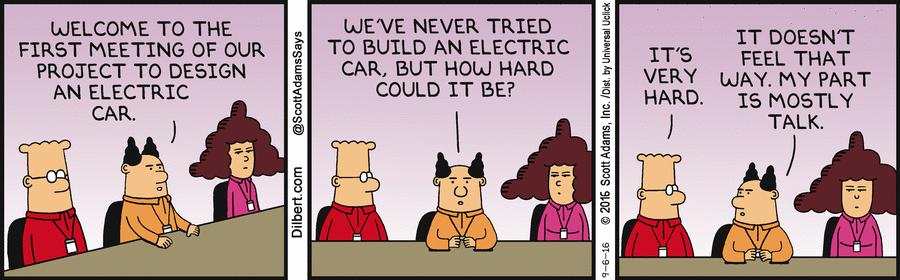 WELCOME TO THE
FIRST MEETING OF OUR
PROJECT TO DESIGN
AN ELECTRIC
CAR.
Dilbert.com
@ScottAdamsSays
WE'VE NEVER TRIED
TO BUILD AN ELECTRIC
CAR, BUT HOW HARD
COULD IT BE?
9-6-16
© 2016 Scott Adams, Inc. /Dist. by Universal Uclick
IT'S
VERY
HARD.
IT DOESN'T
FEEL THAT
WAY. MY PART
IS MOSTLY
TALK.